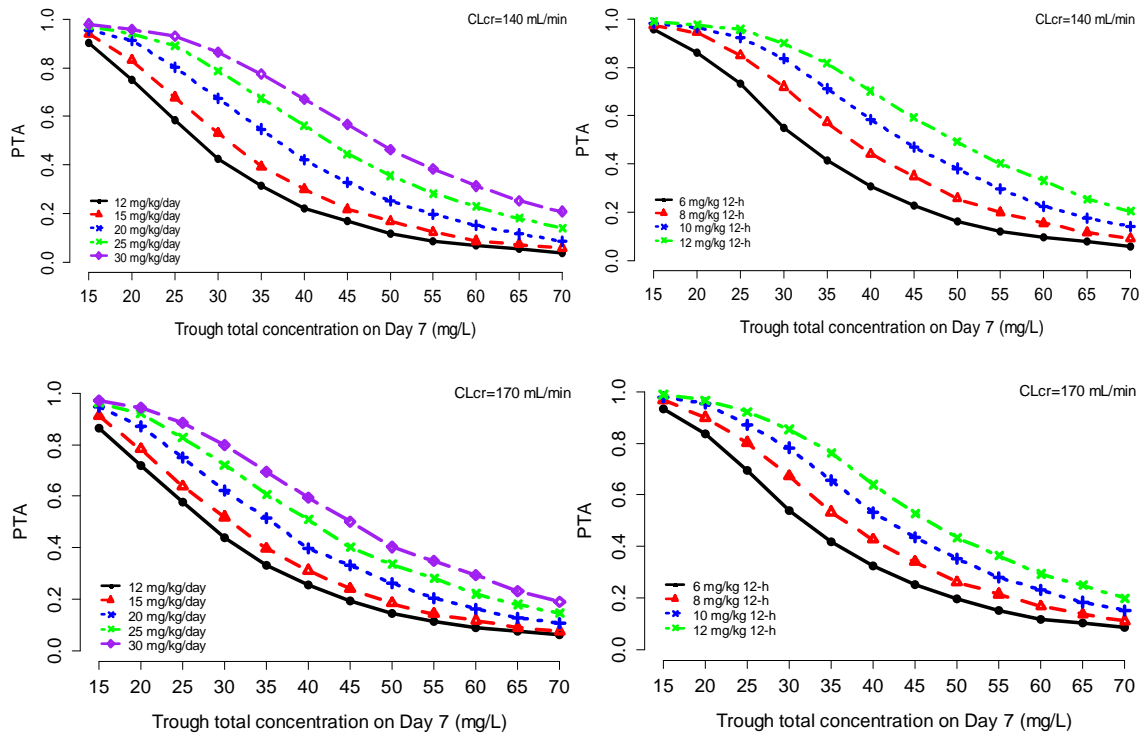 CLcr=140 mL/min
PTA
0.0 0.2 0.4 0.6 0.8 1.0
12 mg/kg/day
15 mg/kg/day
20 mg/kg/day
25 mg/kg/day
30 mg/kg/day
15 20 25 30 35 40 45 50 55 60 65 70
Trough total concentration on Day 7 (mg/L)
CLcr=140 mL/min
PTA
0.0 0.2 0.4 0.6 0.8 1.0
6 mg/kg 12-h
8 mg/kg 12-h
10 mg/kg 12-h
12 mg/kg 12-h
15 20 25 30 35 40 45 50 55 60 65 70
Trough total concentration on Day 7 (mg/L)
CLcr=170 mL/min
PTA
0.0 0.2 0.4 0.6 0.8 1.0
12 mg/kg/day
15 mg/kg/day
20 mg/kg/day
25 mg/kg/day
30 mg/kg/day
15 20 25 30 35 40 45 50 55 60 65 70
Trough total concentration on Day 7 (mg/L)
CLcr=170 mL/min
PTA
0.0 0.2 0.4 0.6 0.8 1.0
6 mg/kg 12-h
8 mg/kg 12-h
10 mg/kg 12-h
12 mg/kg 12-h
15 20 25 30 35 40 45 50 55 60 65 70
Trough total concentration on Day 7 (mg/L)